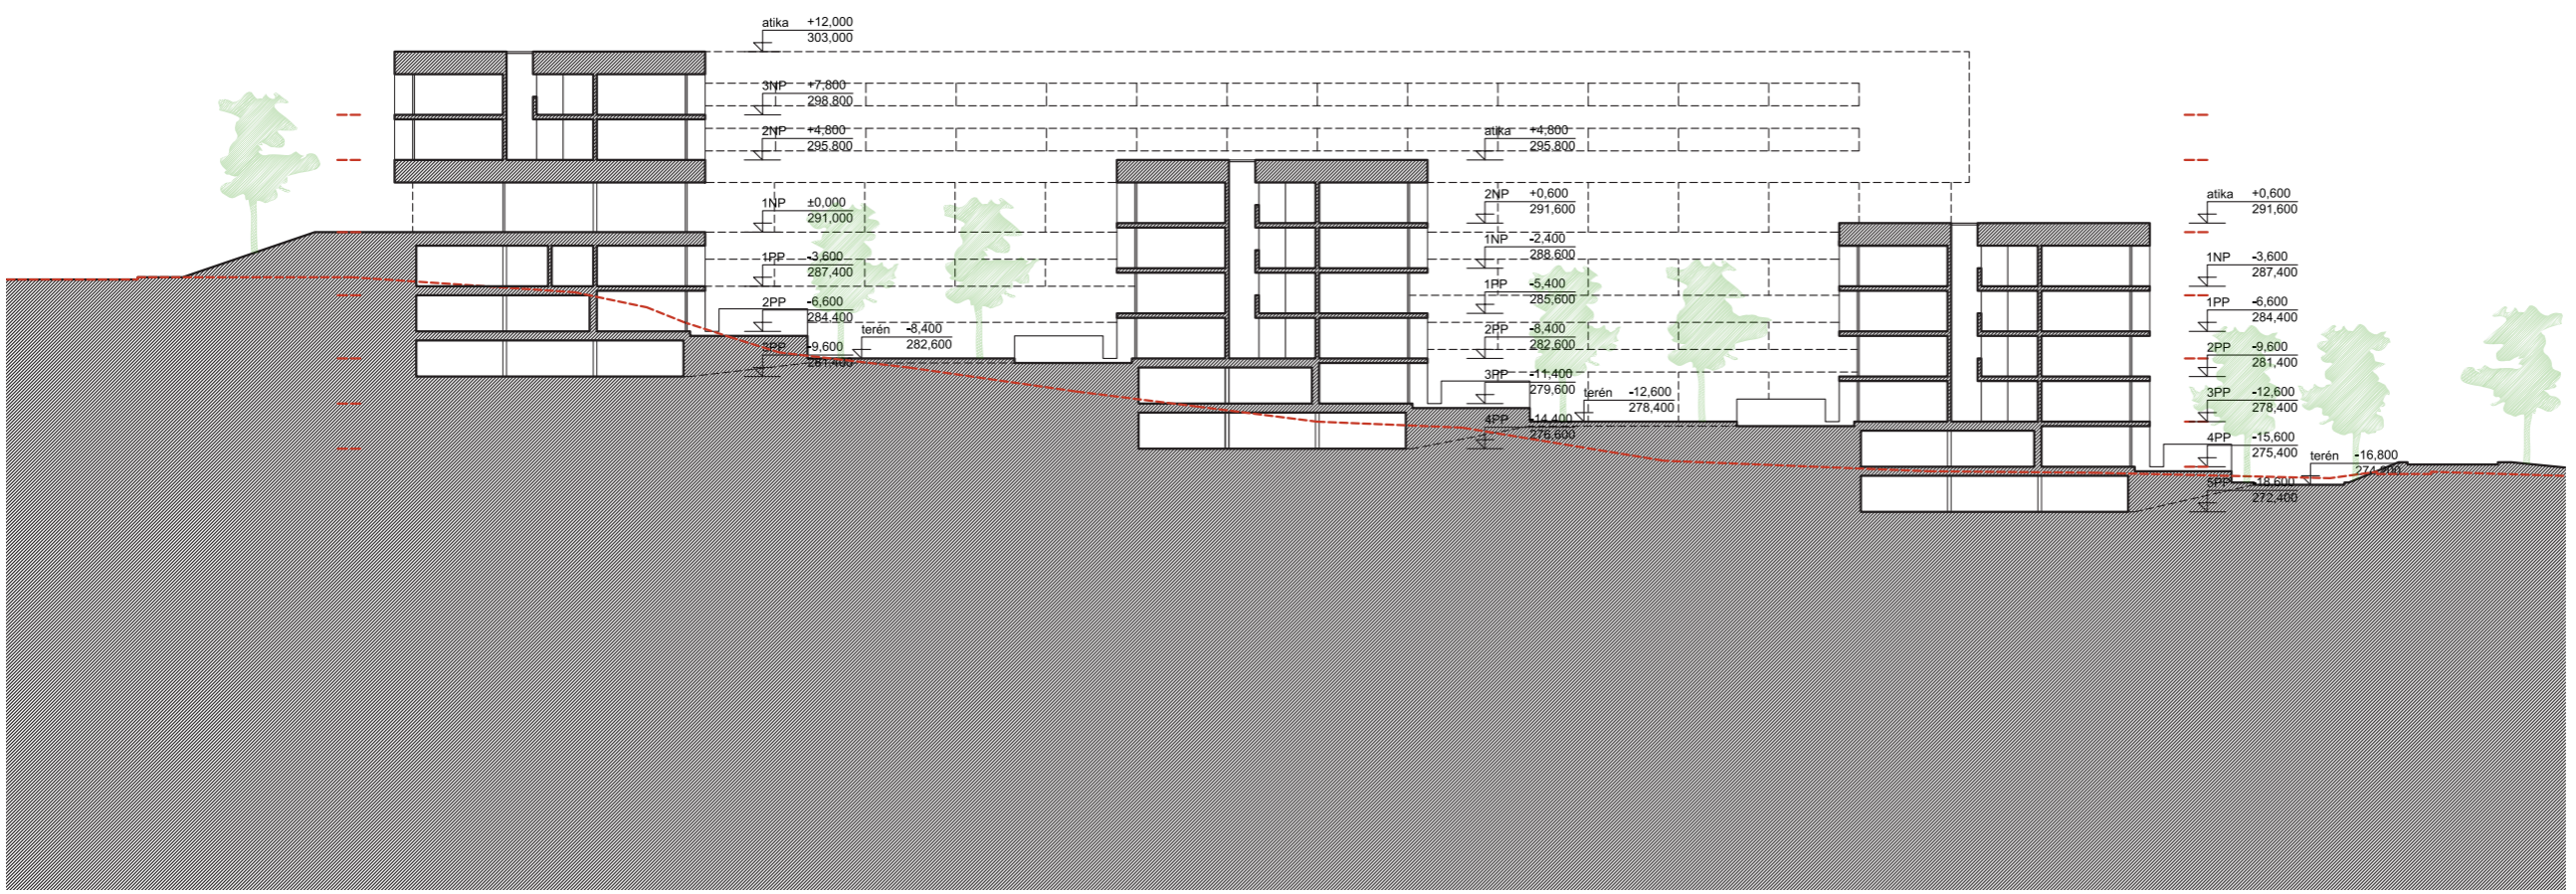 atika +12,000
303,000
3NP +7,800
298,800
2NP +4,800
295,800
1NP ±0,000
291,000
1PP -3,600
287,400
2PP -6,600
284,400
3PP -9,600
281,400
terén -8,400
282,600
atika +4,800
295,800
2NP +0,600
291,600
1NP -2,400
288,600
1PP -5,400
285,600
2PP -8,400
282,600
3PP -11,400
279,600
4PP -14,400
276,600
terén -12,600
278,400
atika +0,600
291,600
1NP -3,600
287,400
1PP -6,600
284,400
2PP -9,600
281,400
3PP -12,600
278,400
4PP -15,600
275,400
5PP -18,600
272,400
terén -16,800
274,200